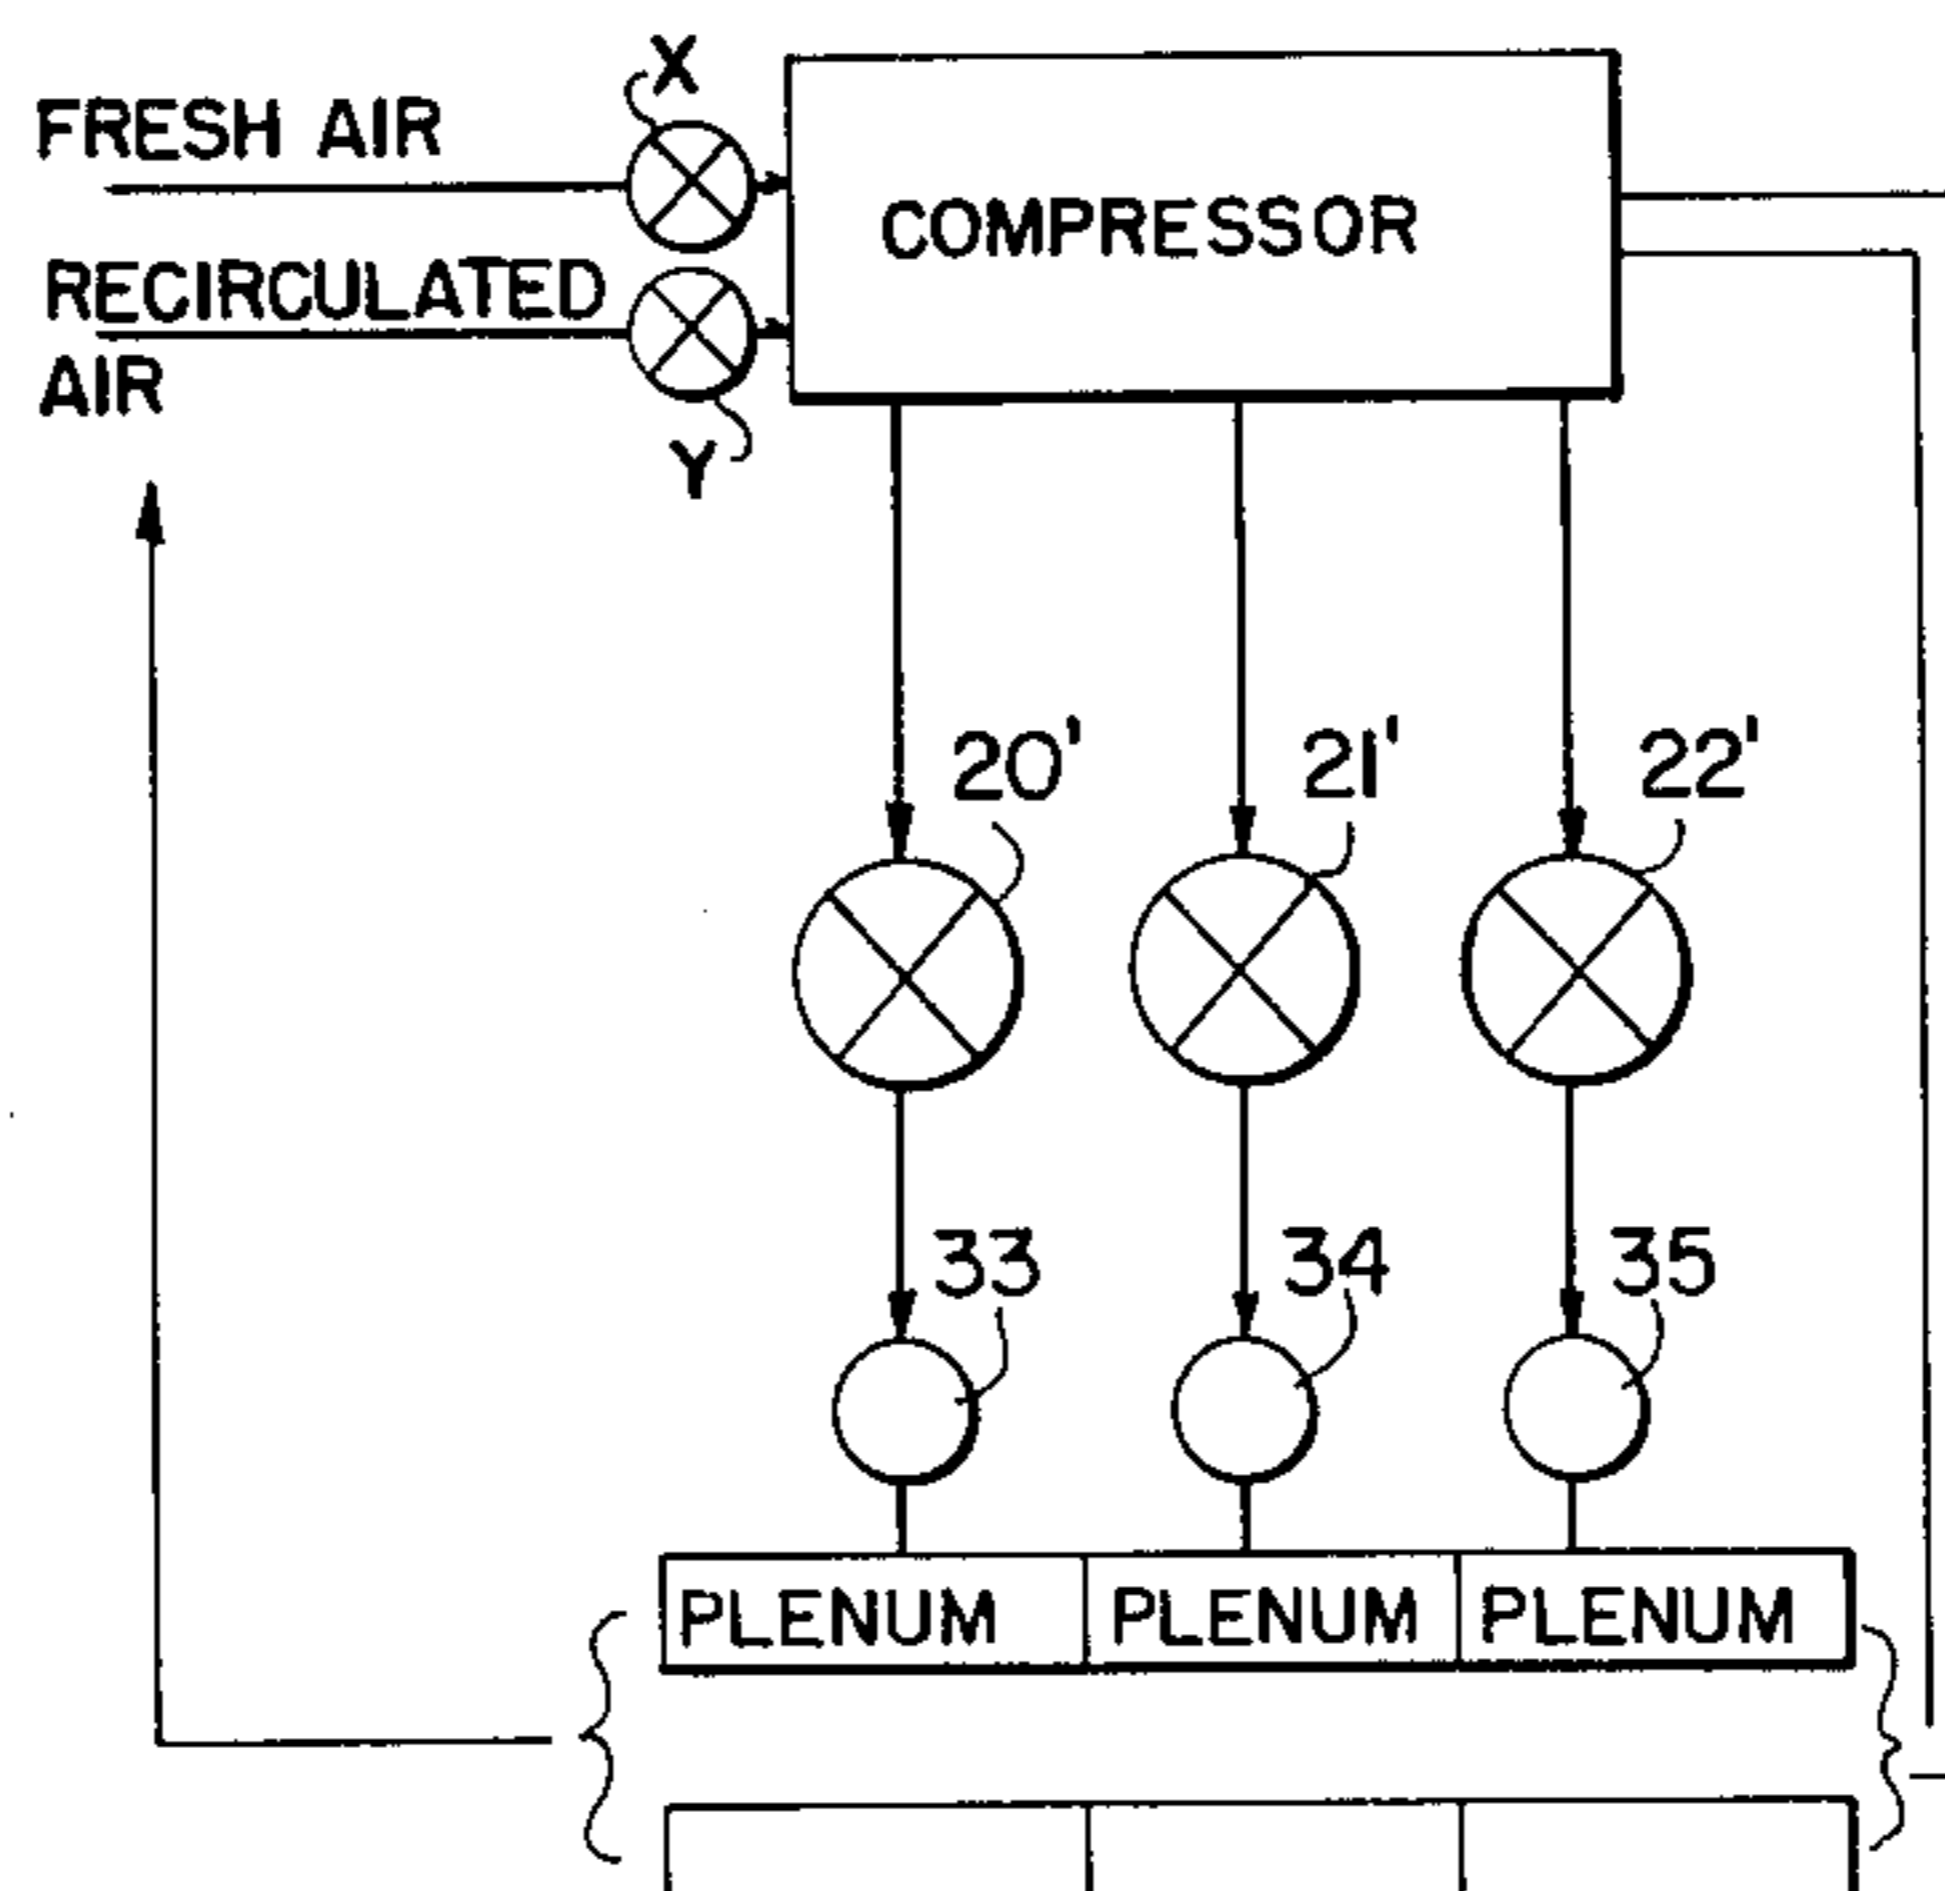 X
FRESH AIR
COMPRESSOR
RECIRCULATED
AIR
Y
20' 21' 22'
33 34 35
PLENUM PLENUM PLENUM